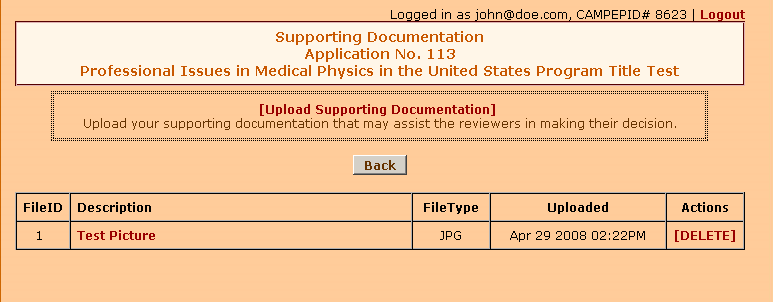 Logged in as john@doe.com, CAMPEPID# 8623 | Logout
Supporting Documentation
Application No. 113
Professional Issues in Medical Physics in the United States Program Title Test
[Upload Supporting Documentation]
Upload your supporting documentation that may assist the reviewers in making their decision.
Back
FileID Description FileType Uploaded Actions
1 Test Picture JPG Apr 29 2008 02:22PM [DELETE]